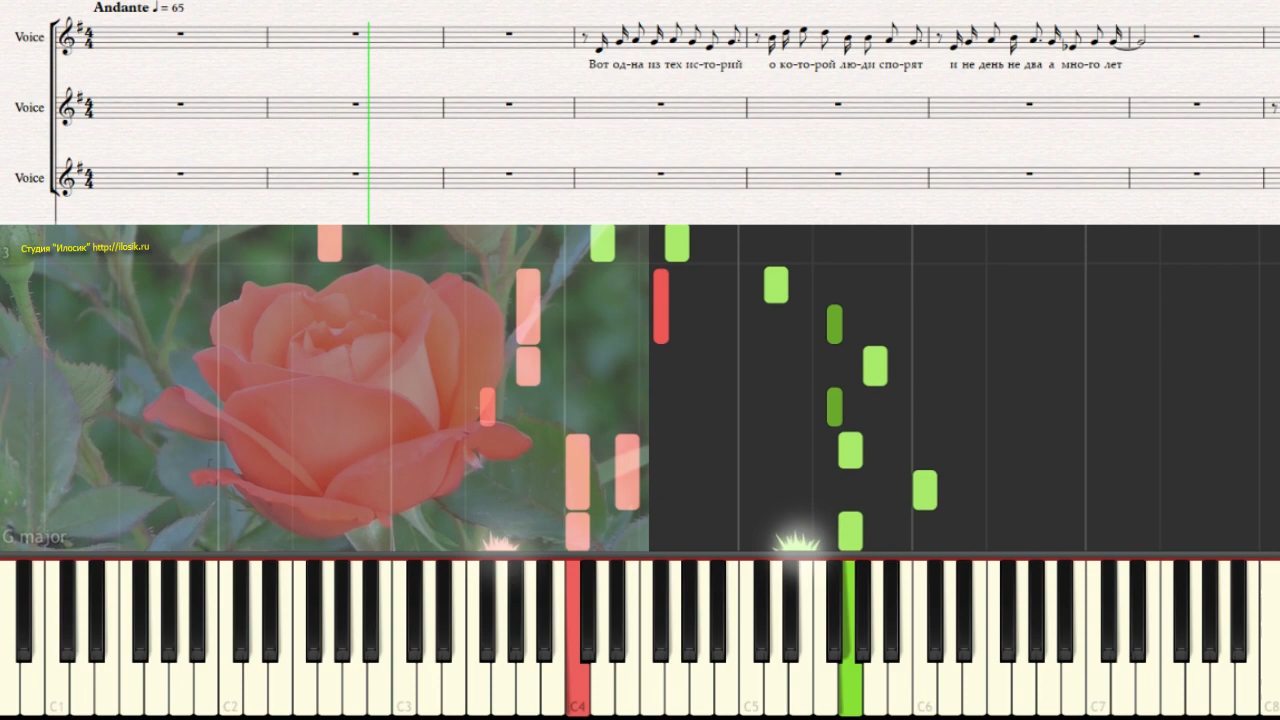 Andante ♩ = 65
Voice
Вот од-на из тех ис-то-рий о ко-то-рой лю-ди спо-рят и не день не два а мно-го лет
Voice
Voice
3
Студия "Илосик" http://ilosik.ru
G major
C1 C2 C3 C4 C5 C6 C7 C8